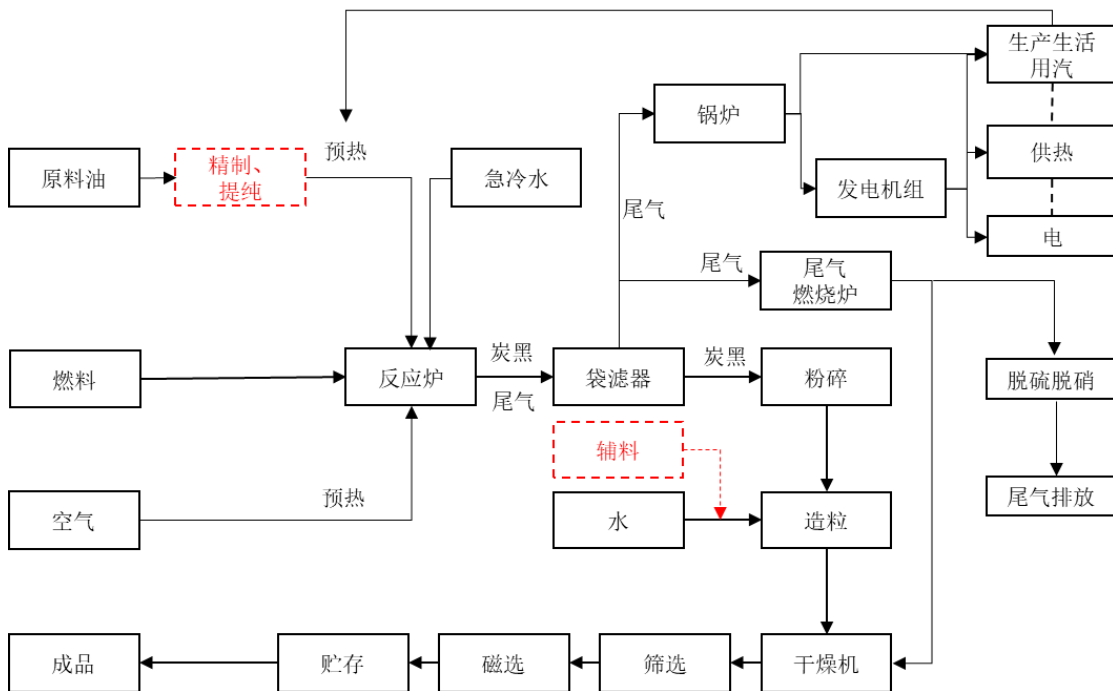 生产生活
用汽
锅炉
预热
精制、
提纯
原料油
急冷水
供热
发电机组
尾气
电
尾气
尾气
燃烧炉
炭黑
炭黑
燃料
反应炉
袋滤器
粉碎
脱硫脱硝
尾气
辅料
预热
空气
水
造粒
尾气排放
成品
贮存
磁选
筛选
干燥机